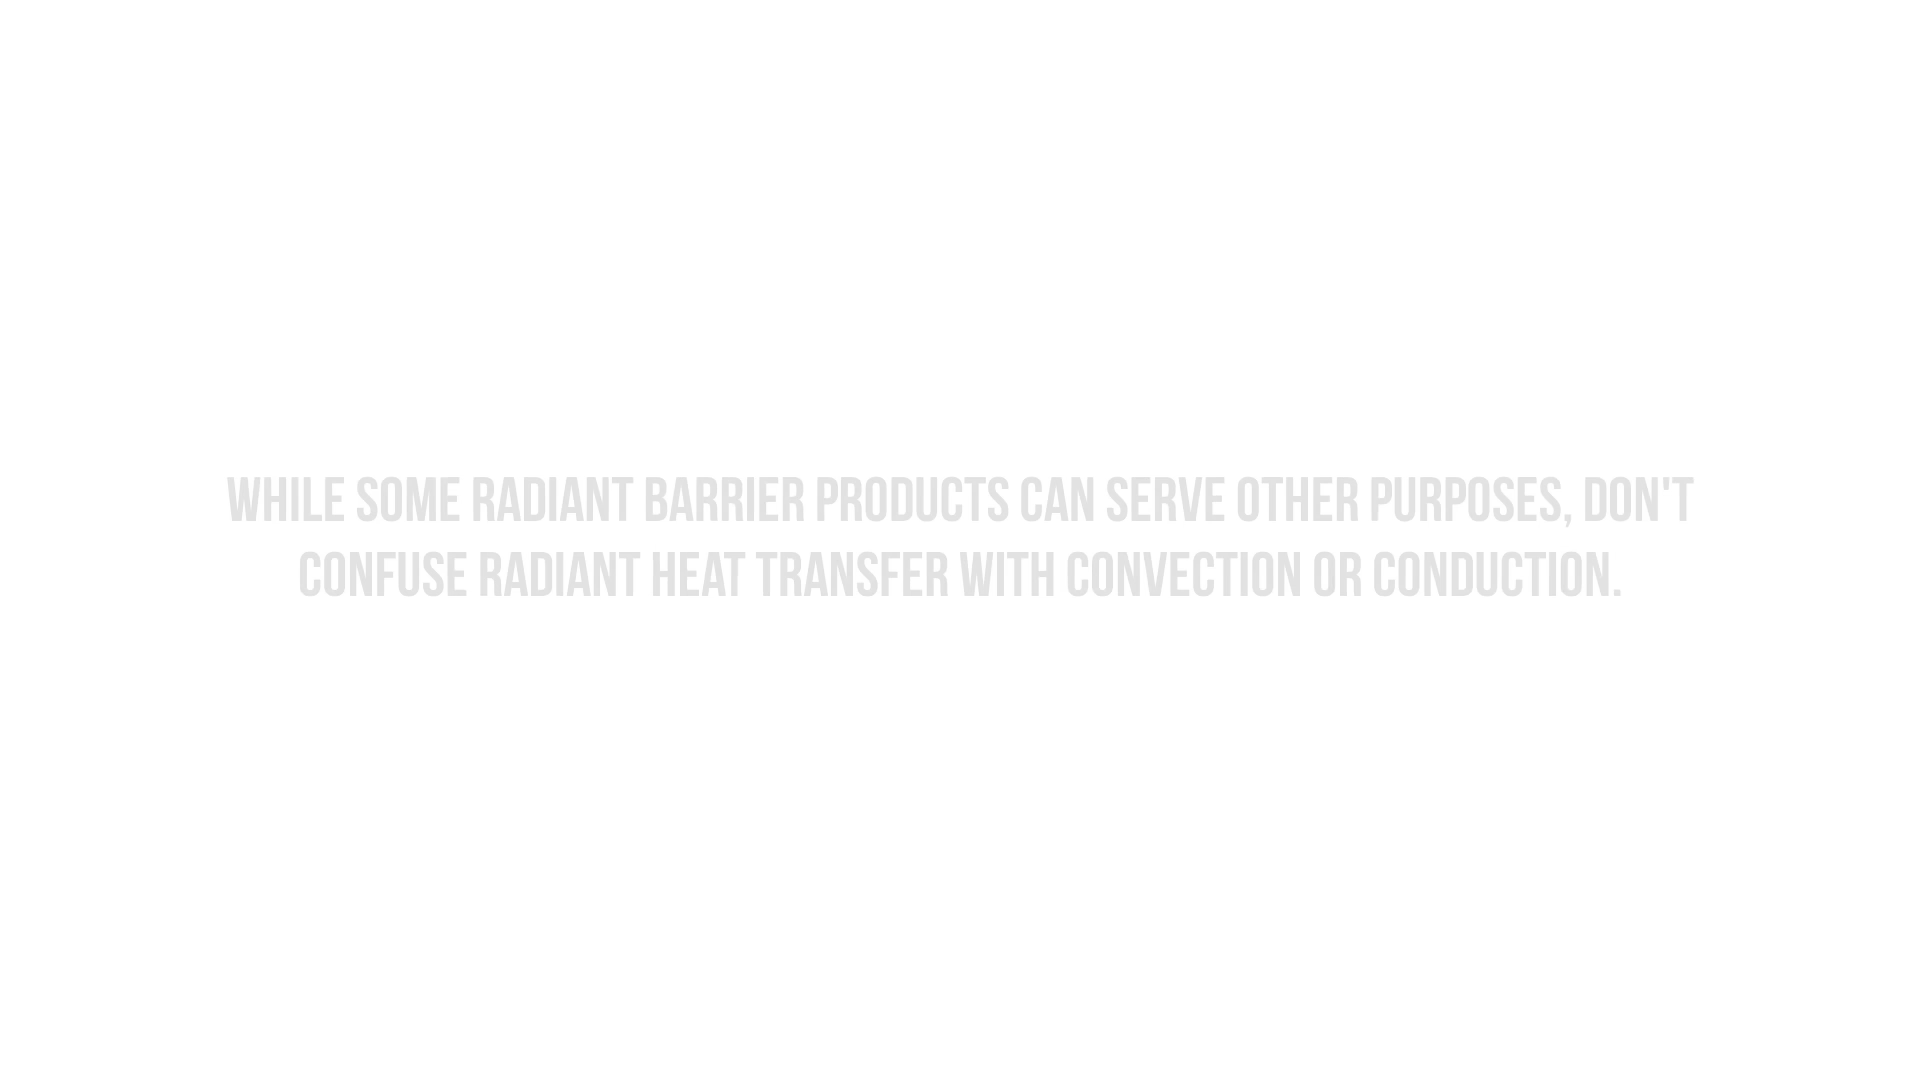 WHILE SOME RADIANT BARRIER PRODUCTS CAN SERVE OTHER PURPOSES, DON'T
CONFUSE RADIANT HEAT TRANSFER WITH CONVECTION OR CONDUCTION.